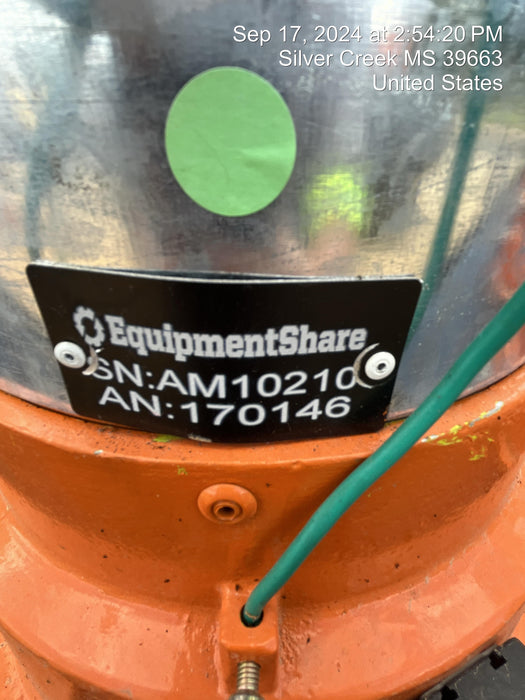 Sep 17, 2024 at 2:54:20 PM
Silver Creek MS 39663
United States
EquipmentShare
SN:AM10210
AN:170146